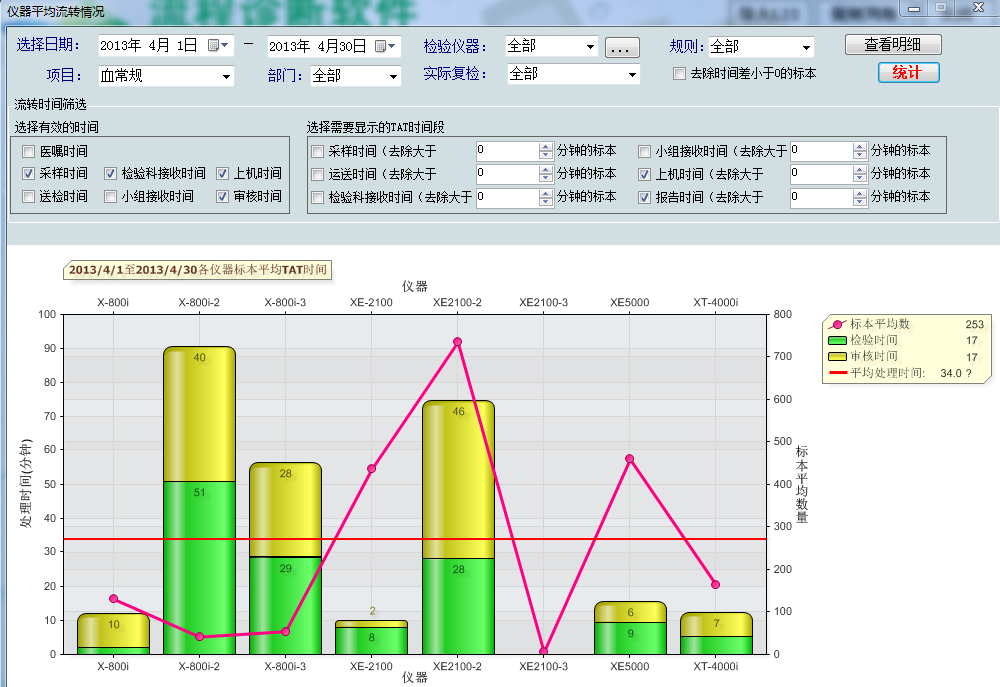 仪器平均流转情况
流程诊断软件
选择日期： 2013年 4月 1日 — 2013年 4月30日 检验仪器： 全部 ... 规则： 全部 查看明细
项目： 血常规 部门： 全部 实际复检： 全部 去除时间差小于0的标本 统计
流转时间筛选
选择有效的时间
医嘱时间
采样时间 检验科接收时间 上机时间
送检时间 小组接收时间 审核时间
选择需要显示的TAT时间段
采样时间（去除大于 0 分钟的标本 小组接收时间（去除大于 0 分钟的标本
运送时间（去除大于 0 分钟的标本 上机时间（去除大于 0 分钟的标本
检验科接收时间（去除大于 0 分钟的标本 报告时间（去除大于 0 分钟的标本
2013/4/1至2013/4/30各仪器标本平均TAT时间
仪器
X-800i X-800i-2 X-800i-3 XE-2100 XE2100-2 XE2100-3 XE5000 XT-4000i
处理时间(分钟)
100
90
80
70
60
50
40
30
20
10
0
10
40
51
28
29
2
8
46
28
6
9
7
800
700
600
500
400
300
200
100
0
标本平均数量
X-800i X-800i-2 X-800i-3 XE-2100 XE2100-2 XE2100-3 XE5000 XT-4000i
仪器
标本平均数 253
检验时间 17
审核时间 17
平均处理时间: 34.0 ?